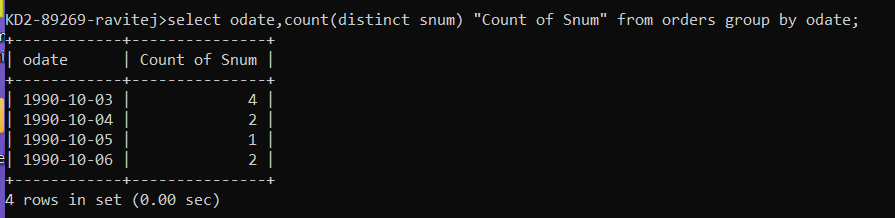 KD2-89269-ravitej>select odate,count(distinct snum) "Count of Snum" from orders group by odate;
+------------+---------------+
| odate      | Count of Snum |
+------------+---------------+
| 1990-10-03 |             4 |
| 1990-10-04 |             2 |
| 1990-10-05 |             1 |
| 1990-10-06 |             2 |
+------------+---------------+
4 rows in set (0.00 sec)